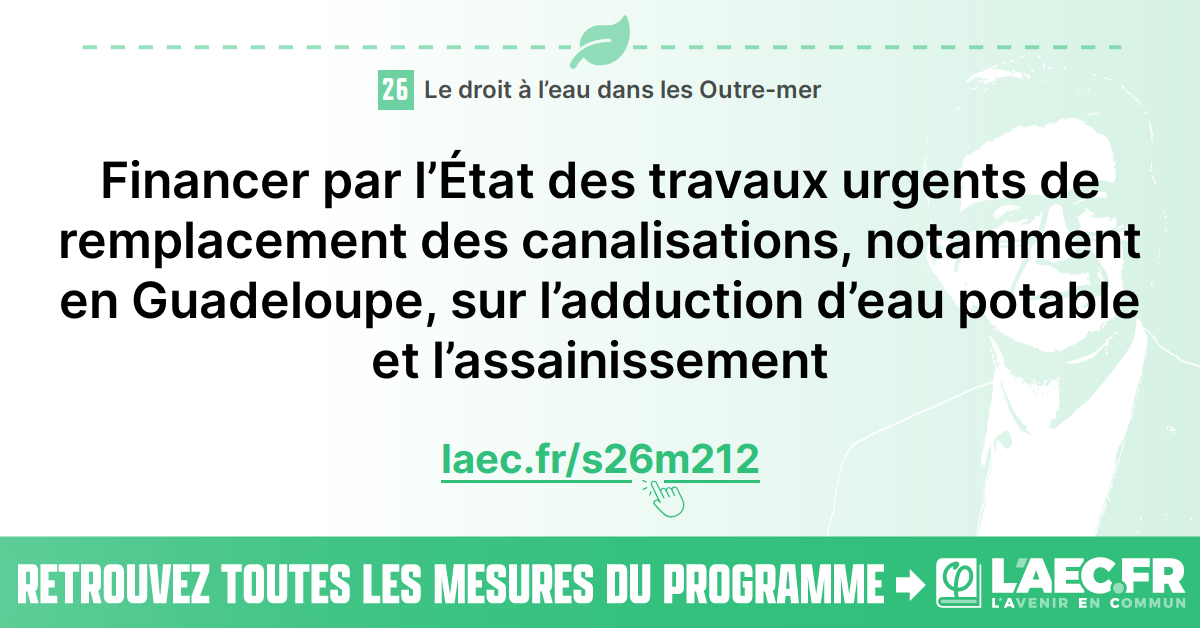 26 Le droit à l’eau dans les Outre-mer
Financer par l’État des travaux urgents de
remplacement des canalisations, notamment
en Guadeloupe, sur l’adduction d’eau potable
et l’assainissement
laec.fr/s26m212
RETROUVEZ TOUTES LES MESURES DU PROGRAMME → φ L'AEC.FR
L'AVENIR EN COMMUN